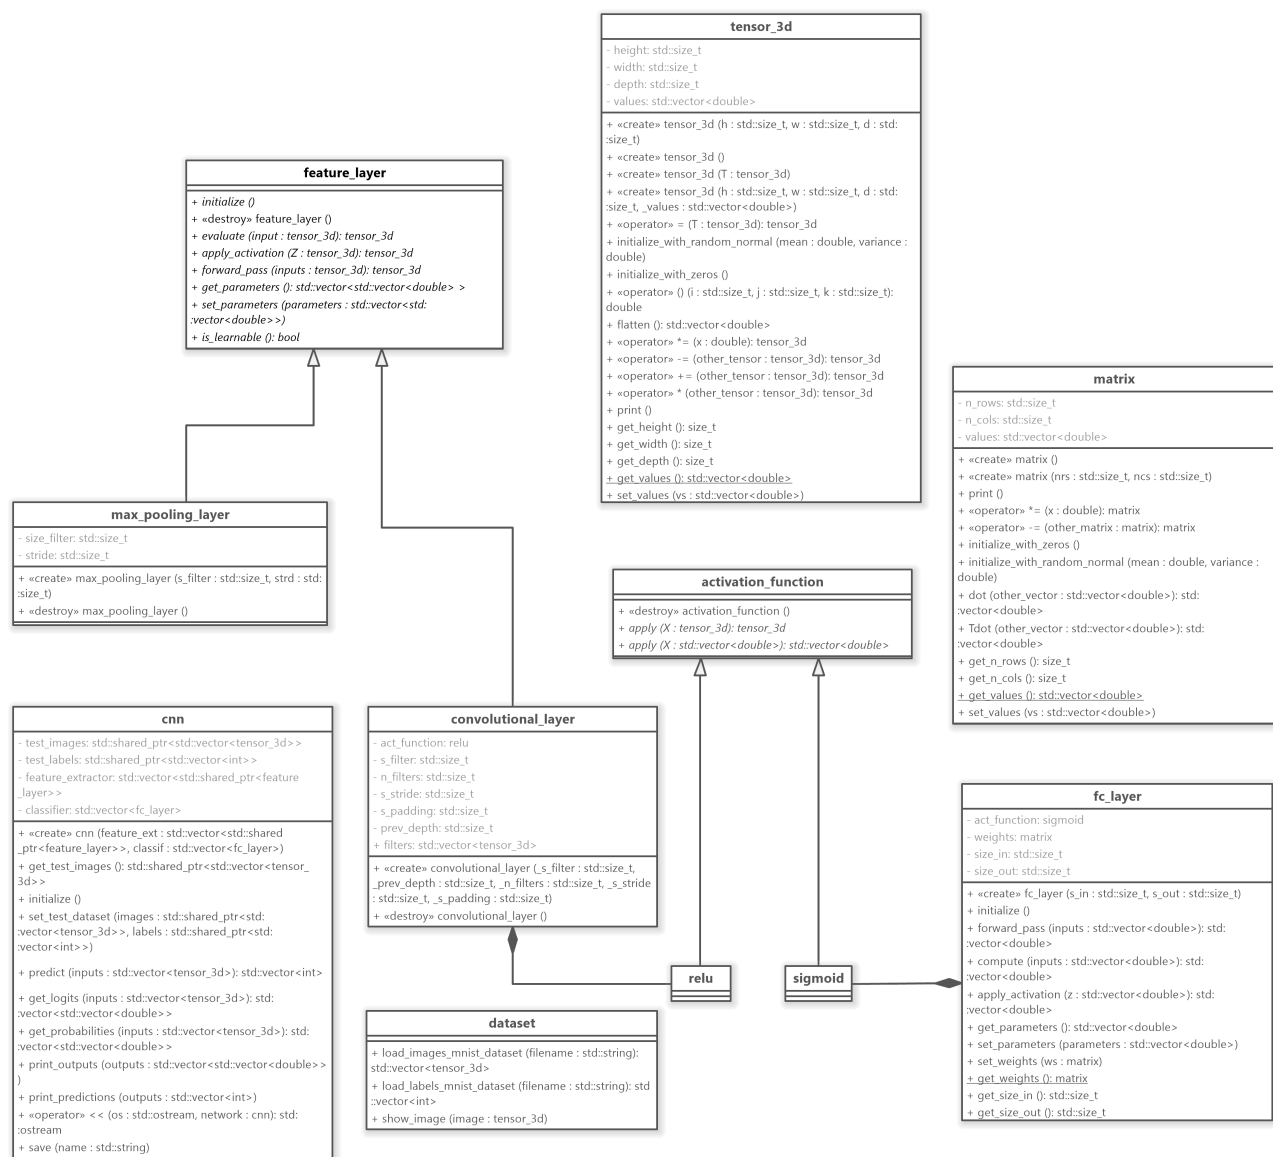 tensor_3d
- height: std::size_t
- width: std::size_t
- depth: std::size_t
- values: std::vector<double>
+ «create» tensor_3d (h : std::size_t, w : std::size_t, d : std:
:size_t)
+ «create» tensor_3d ()
+ «create» tensor_3d (T : tensor_3d)
+ «create» tensor_3d (h : std::size_t, w : std::size_t, d : std:
:size_t, _values : std::vector<double>)
+ «operator» = (T : tensor_3d): tensor_3d
+ initialize_with_random_normal (mean : double, variance :
double)
+ initialize_with_zeros ()
+ «operator» () (i : std::size_t, j : std::size_t, k : std::size_t):
double
+ flatten (): std::vector<double>
+ «operator» *= (x : double): tensor_3d
+ «operator» -= (other_tensor : tensor_3d): tensor_3d
+ «operator» += (other_tensor : tensor_3d): tensor_3d
+ «operator» * (other_tensor : tensor_3d): tensor_3d
+ print ()
+ get_height (): size_t
+ get_width (): size_t
+ get_depth (): size_t
+ get_values (): std::vector<double>
+ set_values (vs : std::vector<double>)
feature_layer
+ initialize ()
+ «destroy» feature_layer ()
+ evaluate (input : tensor_3d): tensor_3d
+ apply_activation (Z : tensor_3d): tensor_3d
+ forward_pass (inputs : tensor_3d): tensor_3d
+ get_parameters (): std::vector<std::vector<double> >
+ set_parameters (parameters : std::vector<std:
:vector<double>>)
+ is_learnable (): bool
matrix
- n_rows: std::size_t
- n_cols: std::size_t
- values: std::vector<double>
+ «create» matrix ()
+ «create» matrix (nrs : std::size_t, ncs : std::size_t)
+ print ()
+ «operator» *= (x : double): matrix
+ «operator» -= (other_matrix : matrix): matrix
+ initialize_with_zeros ()
+ initialize_with_random_normal (mean : double, variance :
double)
+ dot (other_vector : std::vector<double>): std:
:vector<double>
+ Tdot (other_vector : std::vector<double>): std:
:vector<double>
+ get_n_rows (): size_t
+ get_n_cols (): size_t
+ get_values (): std::vector<double>
+ set_values (vs : std::vector<double>)
max_pooling_layer
- size_filter: std::size_t
- stride: std::size_t
+ «create» max_pooling_layer (s_filter : std::size_t, strd : std:
:size_t)
+ «destroy» max_pooling_layer ()
activation_function
+ «destroy» activation_function ()
+ apply (X : tensor_3d): tensor_3d
+ apply (X : std::vector<double>): std::vector<double>
cnn
- test_images: std::shared_ptr<std::vector<tensor_3d>>
- test_labels: std::shared_ptr<std::vector<int>>
- feature_extractor: std::vector<std::shared_ptr<feature
_layer>>
- classifier: std::vector<fc_layer>
+ «create» cnn (feature_ext : std::vector<std::shared
_ptr<feature_layer>>, classif : std::vector<fc_layer>)
+ get_test_images (): std::shared_ptr<std::vector<tensor_
3d>>
+ initialize ()
+ set_test_dataset (images : std::shared_ptr<std:
:vector<tensor_3d>>, labels : std::shared_ptr<std:
:vector<int>>)
+ predict (inputs : std::vector<tensor_3d>): std::vector<int>
+ get_logits (inputs : std::vector<tensor_3d>): std:
:vector<std::vector<double>>
+ get_probabilities (inputs : std::vector<tensor_3d>): std:
:vector<std::vector<double>>
+ print_outputs (outputs : std::vector<std::vector<double>>
)
+ print_predictions (outputs : std::vector<int>)
+ «operator» << (os : std::ostream, network : cnn): std:
:ostream
+ save (name : std::string)
convolutional_layer
- act_function: relu
- s_filter: std::size_t
- n_filters: std::size_t
- s_stride: std::size_t
- s_padding: std::size_t
- prev_depth: std::size_t
+ filters: std::vector<tensor_3d>
+ «create» convolutional_layer (_s_filter : std::size_t,
_prev_depth : std::size_t, _n_filters : std::size_t, _s_stride
: std::size_t, _s_padding : std::size_t)
+ «destroy» convolutional_layer ()
relu
sigmoid
fc_layer
- act_function: sigmoid
- weights: matrix
- size_in: std::size_t
- size_out: std::size_t
+ «create» fc_layer (s_in : std::size_t, s_out : std::size_t)
+ initialize ()
+ forward_pass (inputs : std::vector<double>): std:
:vector<double>
+ compute (inputs : std::vector<double>): std:
:vector<double>
+ apply_activation (z : std::vector<double>): std:
:vector<double>
+ get_parameters (): std::vector<double>
+ set_parameters (parameters : std::vector<double>)
+ set_weights (ws : matrix)
+ get_weights (): matrix
+ get_size_in (): std::size_t
+ get_size_out (): std::size_t
dataset
+ load_images_mnist_dataset (filename : std::string):
std::vector<tensor_3d>
+ load_labels_mnist_dataset (filename : std::string): std
::vector<int>
+ show_image (image : tensor_3d)